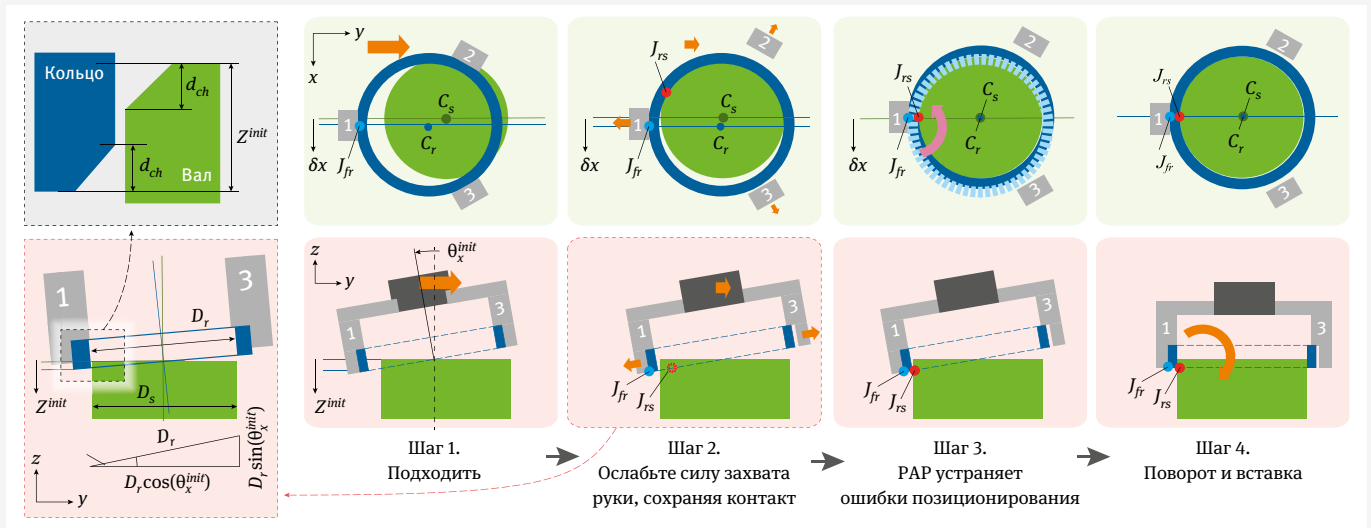 Кольцо
d_ch
Z^init
d_ch
Вал
y
x
2
C_s
1
C_r
δx
J_fr
3
2
J_rs
C_s
1
C_r
δx
J_fr
3
2
J_rs
C_s
1
C_r
δx
J_fr
3
2
J_rs
C_s
1
C_r
J_fr
3
1
3
D_r
Z^init
D_s
D_r
D_r cos(θ_x^init)
D_r sin(θ_x^init)
z
y
z
y
θ_x^init
1
3
Z^init
1
3
J_fr
J_rs
1
3
J_fr
J_rs
1
3
J_fr
J_rs
Шаг 1.
Подходить
Шаг 2.
Ослабьте силу захвата
руки, сохраняя контакт
Шаг 3.
PAP устраняет
ошибки позиционирования
Шаг 4.
Поворот и вставка